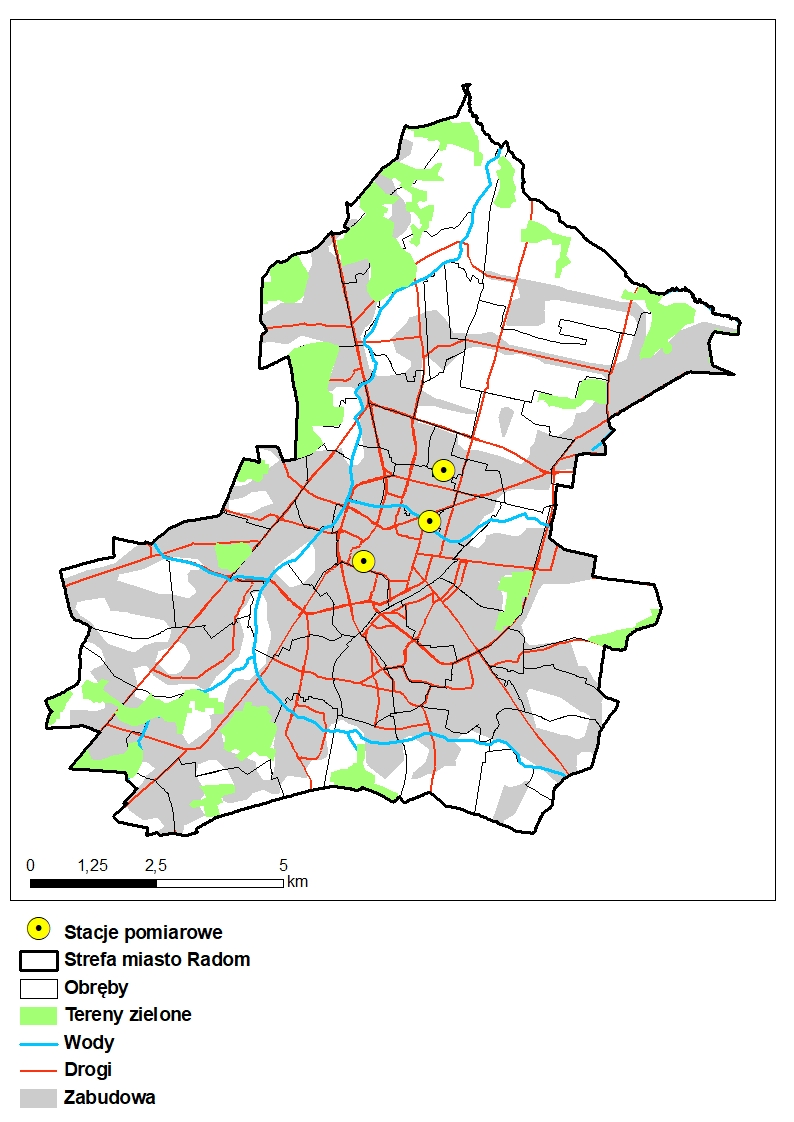 0 1,25 2,5 5
km
Stacje pomiarowe
Strefa miasto Radom
Obręby
Tereny zielone
Wody
Drogi
Zabudowa